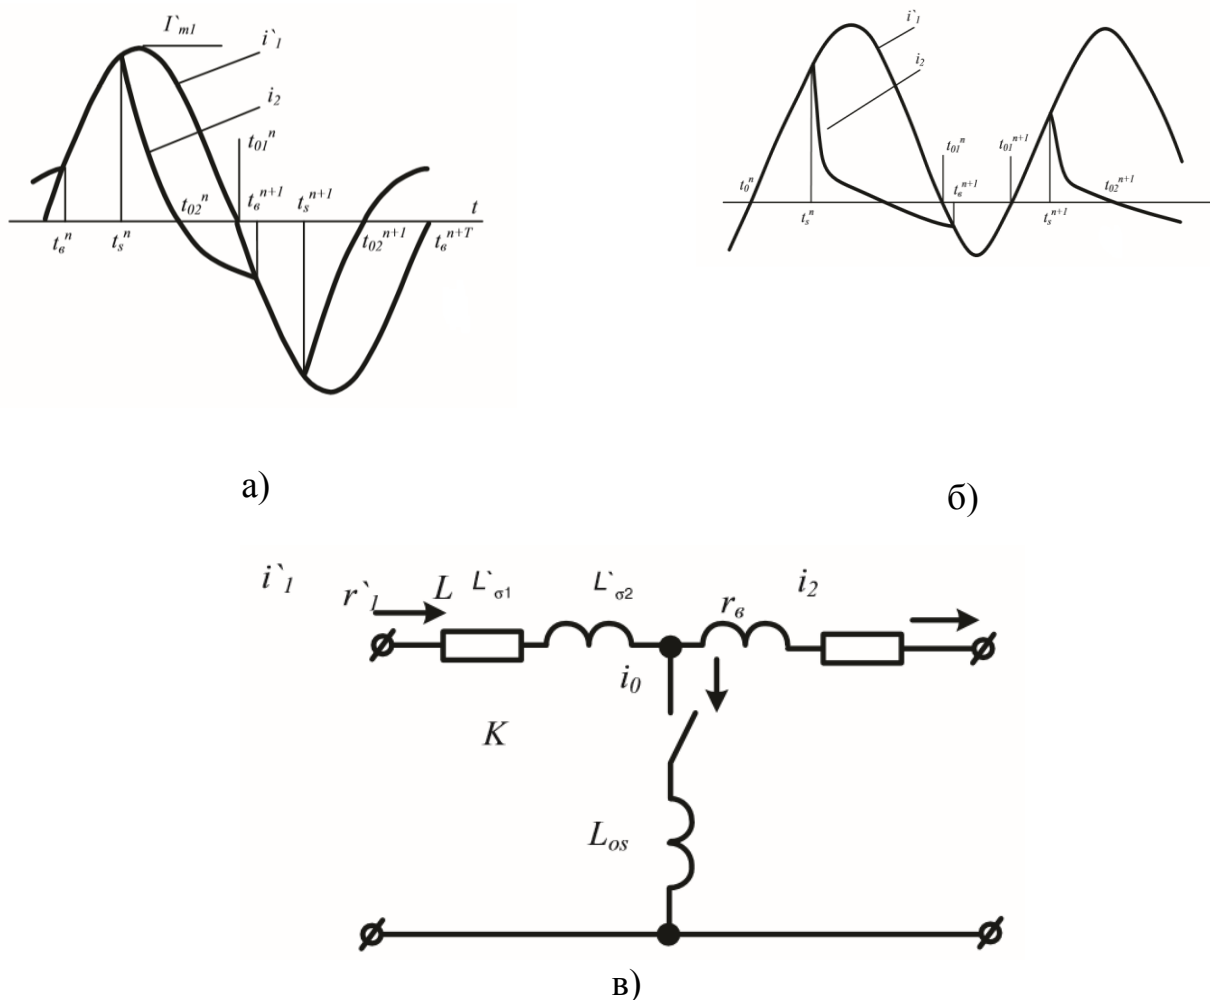 I`m1
i`1
i2
t01ⁿ
t02ⁿ
tвⁿ⁺¹
tsⁿ⁺¹
t
tвⁿ
tsⁿ
t02ⁿ⁺¹
tвⁿ⁺ᵀ
а)
i`1
i2
t0ⁿ
t01ⁿ
t01ⁿ⁺¹
tвⁿ⁺¹
t02ⁿ⁺¹
tsⁿ
tsⁿ⁺¹
б)
i`1 r`1 L L`σ1 L`σ2 rв i2
i0
K
Los
в)